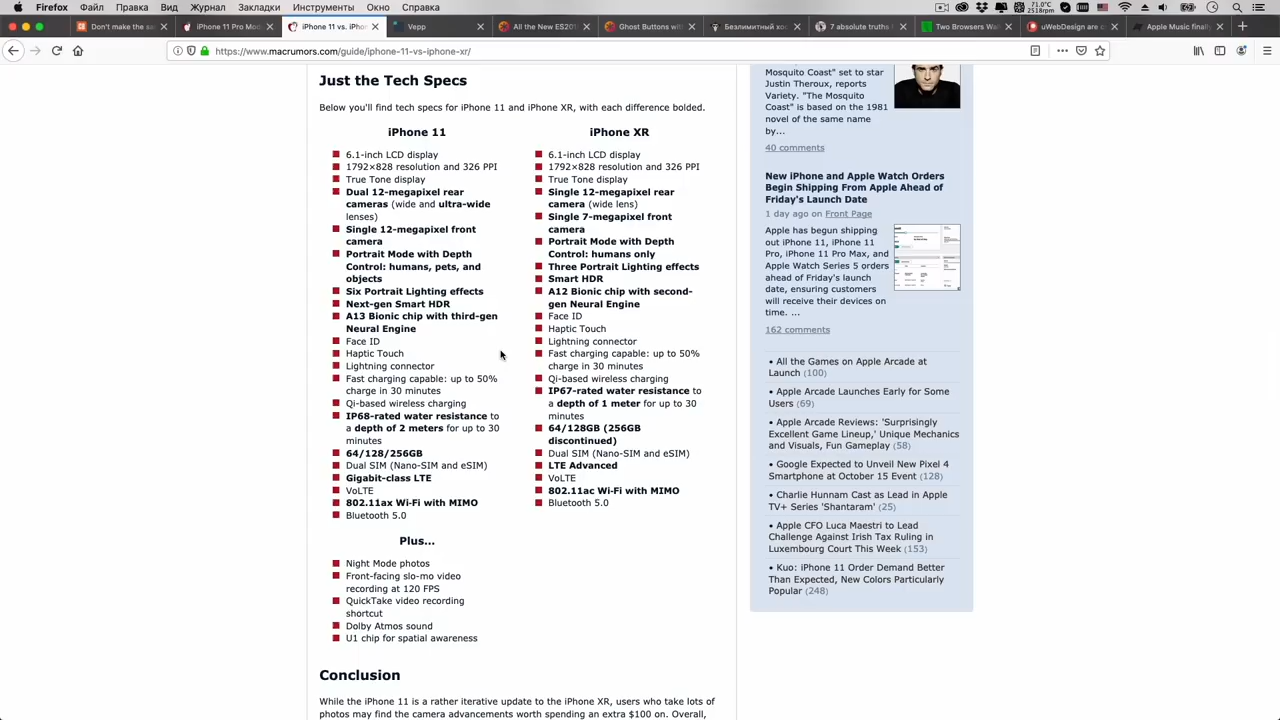 Firefox Файл Правка Вид Журнал Закладки Инструменты Окно Справка
71.0°C
2518rpm
Don't make the sa
iPhone 11 Pro Mode
iPhone 11 vs. iPhon
Vepp
All the New ES201
Ghost Buttons wit
Безлимитный хос
7 absolute truths I
Two Browsers Wa
uWebDesign are c
Apple Music finally
https://www.macrumors.com/guide/iphone-11-vs-iphone-xr/
Just the Tech Specs
Below you'll find tech specs for iPhone 11 and iPhone XR, with each difference bolded.
iPhone 11
6.1-inch LCD display
1792×828 resolution and 326 PPI
True Tone display
Dual 12-megapixel rear
cameras (wide and ultra-wide
lenses)
Single 12-megapixel front
camera
Portrait Mode with Depth
Control: humans, pets, and
objects
Six Portrait Lighting effects
Next-gen Smart HDR
A13 Bionic chip with third-gen
Neural Engine
Face ID
Haptic Touch
Lightning connector
Fast charging capable: up to 50%
charge in 30 minutes
Qi-based wireless charging
IP68-rated water resistance to
a depth of 2 meters for up to 30
minutes
64/128/256GB
Dual SIM (Nano-SIM and eSIM)
Gigabit-class LTE
VoLTE
802.11ax Wi-Fi with MIMO
Bluetooth 5.0
Plus...
Night Mode photos
Front-facing slo-mo video
recording at 120 FPS
QuickTake video recording
shortcut
Dolby Atmos sound
U1 chip for spatial awareness
iPhone XR
6.1-inch LCD display
1792×828 resolution and 326 PPI
True Tone display
Single 12-megapixel rear
camera (wide lens)
Single 7-megapixel front
camera
Portrait Mode with Depth
Control: humans only
Three Portrait Lighting effects
Smart HDR
A12 Bionic chip with second-
gen Neural Engine
Face ID
Haptic Touch
Lightning connector
Fast charging capable: up to 50%
charge in 30 minutes
Qi-based wireless charging
IP67-rated water resistance to
a depth of 1 meter for up to 30
minutes
64/128GB (256GB
discontinued)
Dual SIM (Nano-SIM and eSIM)
LTE Advanced
VoLTE
802.11ac Wi-Fi with MIMO
Bluetooth 5.0
Conclusion
While the iPhone 11 is a rather iterative update to the iPhone XR, users who take lots of
photos may find the camera advancements worth spending an extra $100 on. Overall,
Mosquito Coast" set to star
Justin Theroux, reports
Variety. "The Mosquito
Coast" is based on the 1981
novel of the same name
by...
40 comments
New iPhone and Apple Watch Orders
Begin Shipping From Apple Ahead of
Friday's Launch Date
1 day ago on Front Page
Apple has begun shipping
out iPhone 11, iPhone 11
Pro, iPhone 11 Pro Max, and
Apple Watch Series 5 orders
ahead of Friday's launch
date, ensuring customers
will receive their devices on
time. ...
162 comments
• All the Games on Apple Arcade at
Launch (100)
• Apple Arcade Launches Early for Some
Users (69)
• Apple Arcade Reviews: 'Surprisingly
Excellent Game Lineup,' Unique Mechanics
and Visuals, Fun Gameplay (58)
• Google Expected to Unveil New Pixel 4
Smartphone at October 15 Event (128)
• Charlie Hunnam Cast as Lead in Apple
TV+ Series 'Shantaram' (25)
• Apple CFO Luca Maestri to Lead
Challenge Against Irish Tax Ruling in
Luxembourg Court This Week (153)
• Kuo: iPhone 11 Order Demand Better
Than Expected, New Colors Particularly
Popular (248)